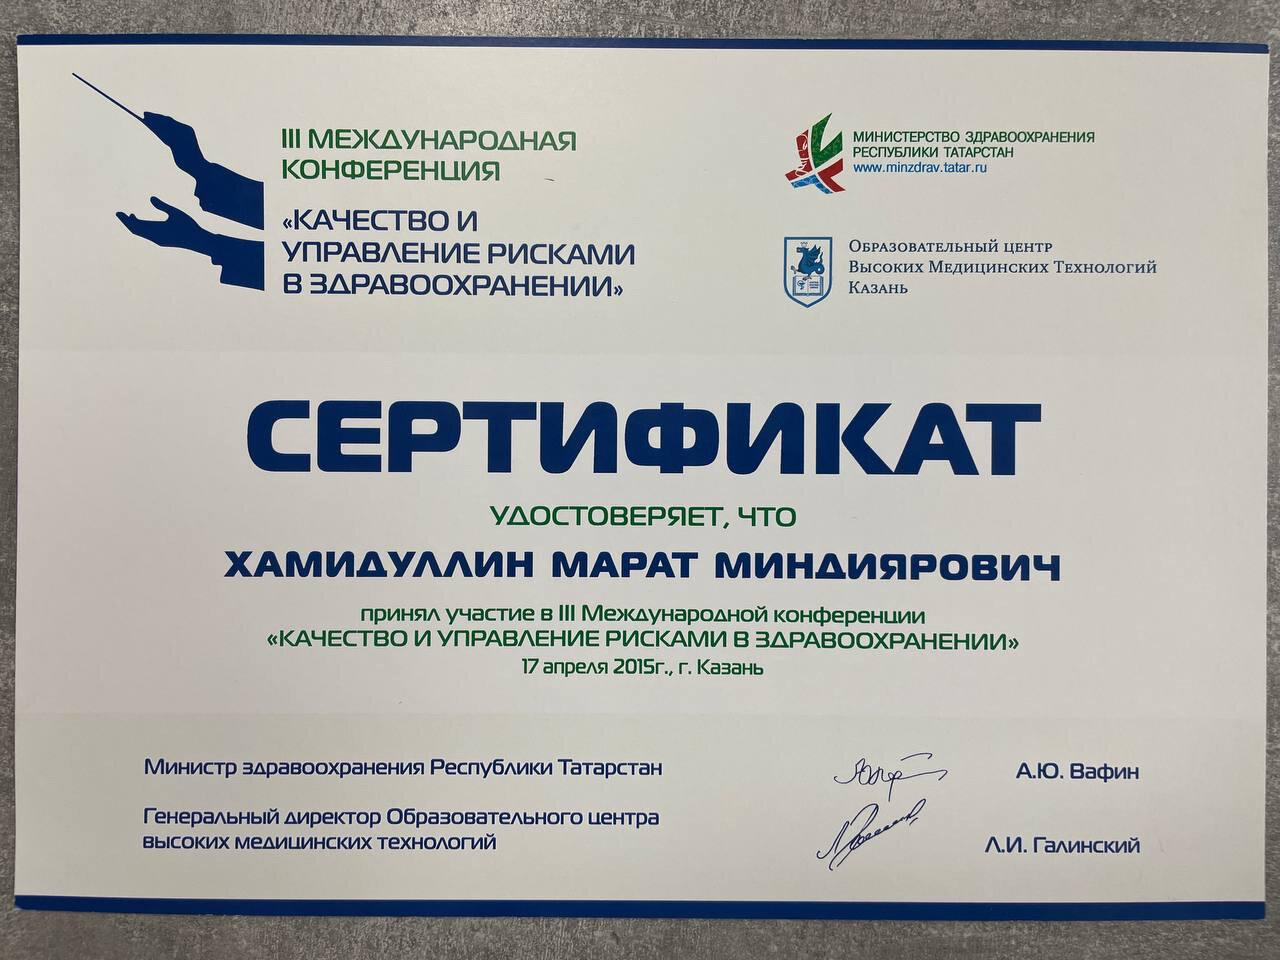 III МЕЖДУНАРОДНАЯ
КОНФЕРЕНЦИЯ
«КАЧЕСТВО И
УПРАВЛЕНИЕ РИСКАМИ
В ЗДРАВООХРАНЕНИИ»
МИНИСТЕРСТВО ЗДРАВООХРАНЕНИЯ
РЕСПУБЛИКИ ТАТАРСТАН
www.minzdrav.tatar.ru
Образовательный центр
Высоких Медицинских Технологий
Казань
СЕРТИФИКАТ
УДОСТОВЕРЯЕТ, ЧТО
ХАМИДУЛЛИН МАРАТ МИНДИЯРОВИЧ
принял участие в III Международной конференции
«КАЧЕСТВО И УПРАВЛЕНИЕ РИСКАМИ В ЗДРАВООХРАНЕНИИ»
17 апреля 2015г., г. Казань
Министр здравоохранения Республики Татарстан
А.Ю. Вафин
Генеральный директор Образовательного центра
высоких медицинских технологий
Л.И. Галинский